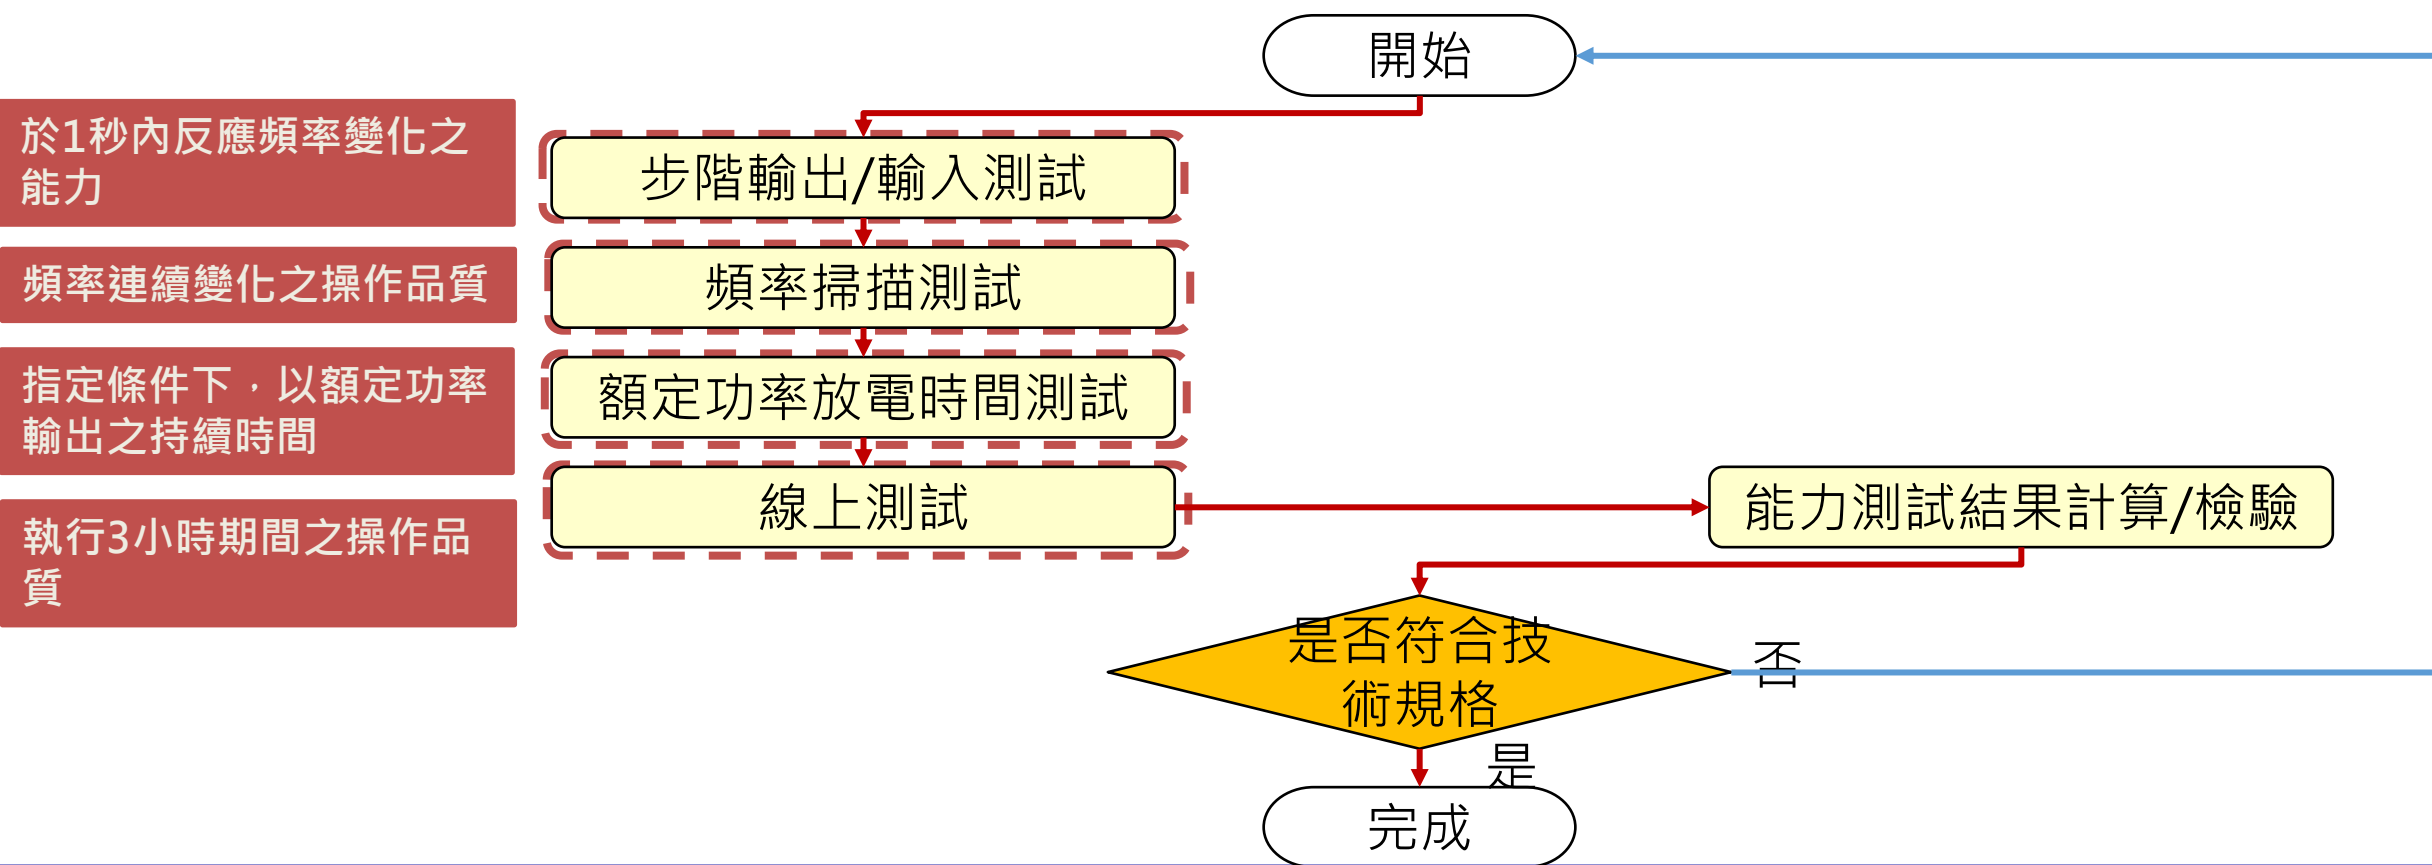 開始
於1秒內反應頻率變化之
能力
步階輸出/輸入測試
頻率連續變化之操作品質
頻率掃描測試
指定條件下，以額定功率
輸出之持續時間
額定功率放電時間測試
執行3小時期間之操作品
質
線上測試
能力測試結果計算/檢驗
是否符合技
術規格
否
是
完成